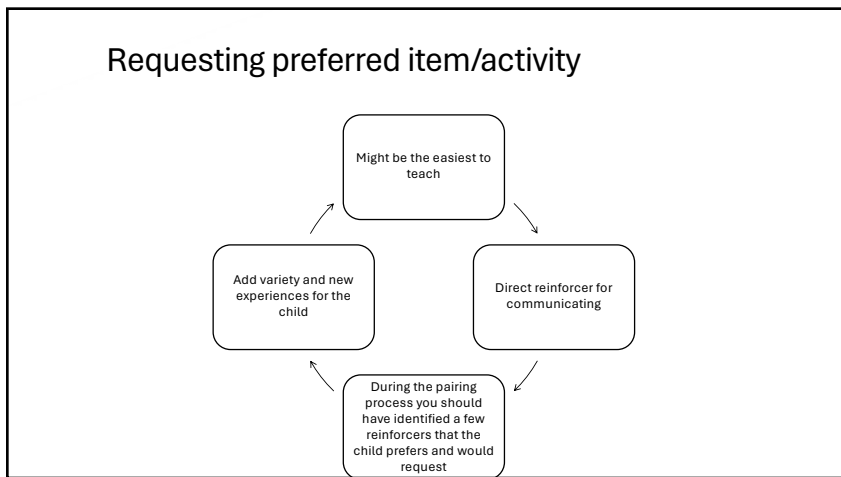 Requesting preferred item/activity
Might be the easiest to
teach
Direct reinforcer for
communicating
During the pairing
process you should
have identified a few
reinforcers that the
child prefers and would
request
Add variety and new
experiences for the
child